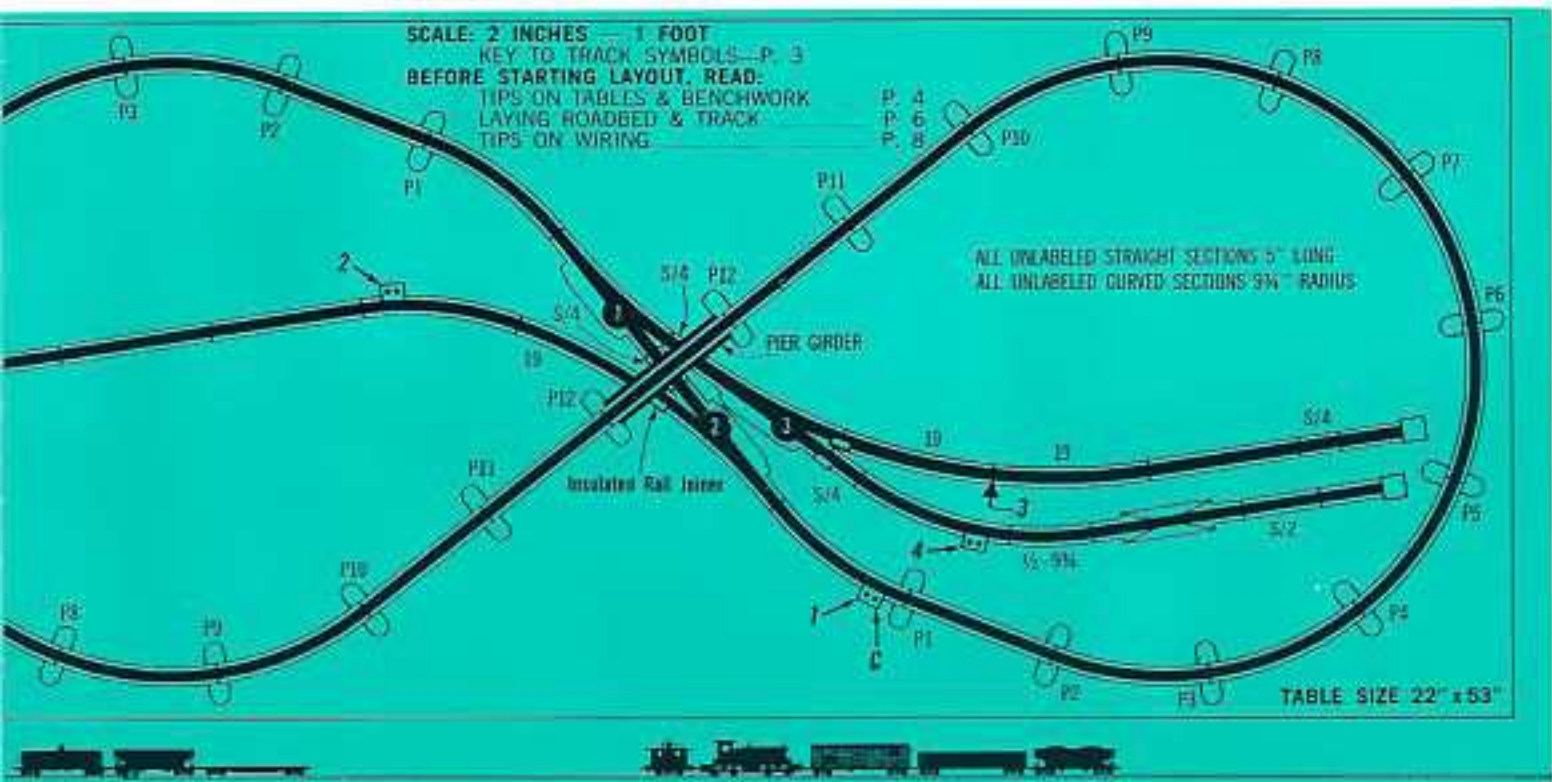 SCALE: 2 INCHES — 1 FOOT
KEY TO TRACK SYMBOLS—P. 3
BEFORE STARTING LAYOUT, READ:
TIPS ON TABLES & BENCHWORK P. 4
LAYING ROADBED & TRACK P. 6
TIPS ON WIRING P. 8
P9
P8
P3
P2
P1
P10
P7
P11
ALL UNLABELED STRAIGHT SECTIONS 5" LONG
ALL UNLABELED CURVED SECTIONS 9¾" RADIUS
2
S/4
P12
1
S/4
P6
PIER GIRDER
19
P12
2
3
S/4
19
19
P11
Insulated Rail Joiner
S/4
3
P5
S/2
4
½-9¾
P10
1
P4
P8
P9
P1
C
P2
P3
TABLE SIZE 22" x 53"